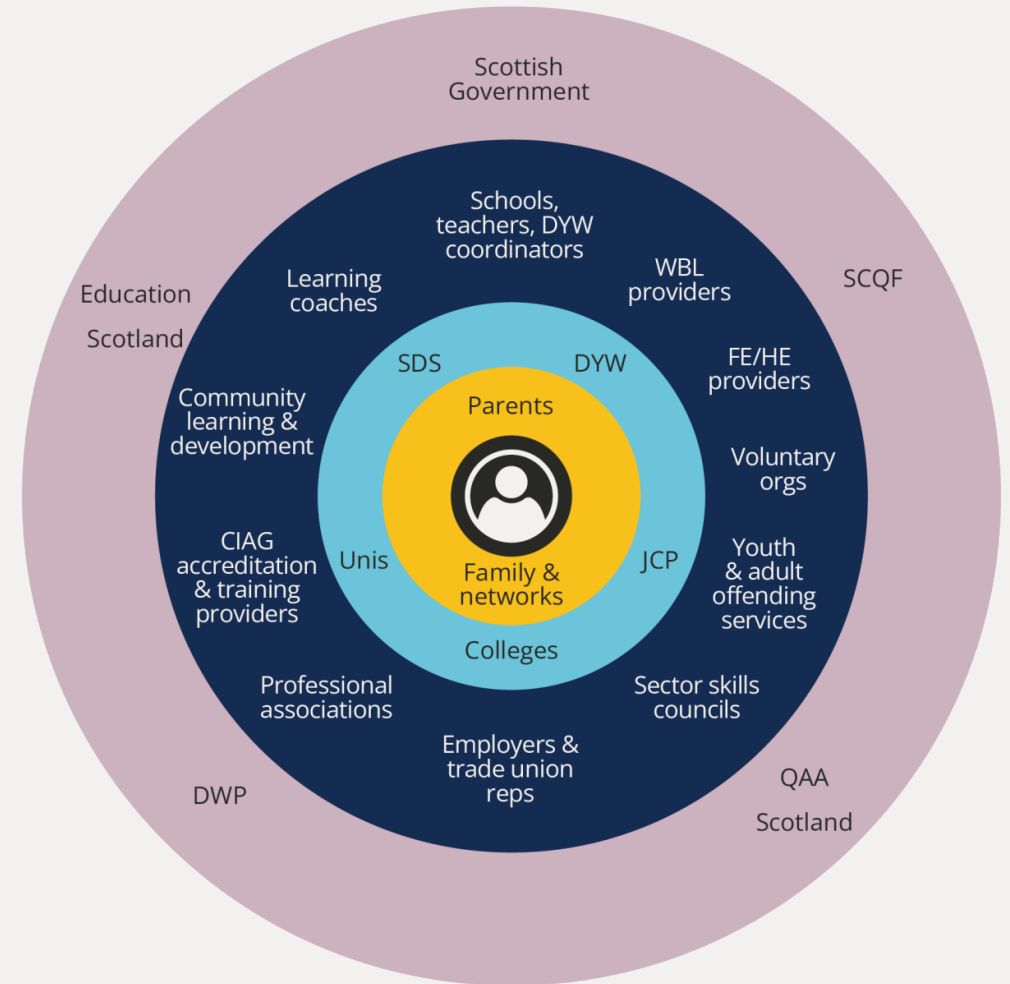 Scottish
Government
Schools,
teachers, DYW
coordinators
Learning
coaches
WBL
providers
SCQF
Education
Scotland
SDS
DYW
FE/HE
providers
Parents
Community
learning &
development
Voluntary
orgs
CIAG
accreditation
& training
providers
Unis
Family &
networks
JCP
Youth
& adult
offending
services
Colleges
Professional
associations
Sector skills
councils
Employers &
trade union
reps
DWP
QAA
Scotland